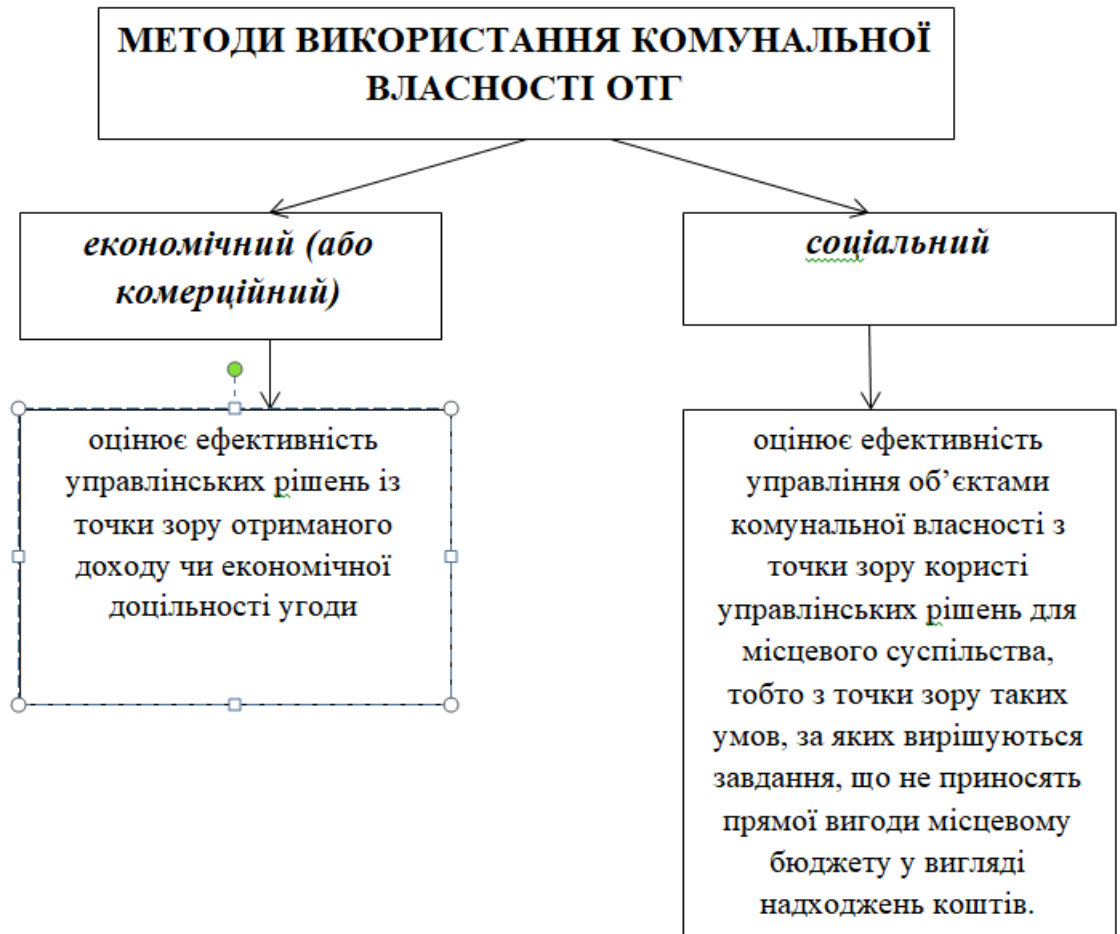 МЕТОДИ ВИКОРИСТАННЯ КОМУНАЛЬНОЇ
ВЛАСНОСТІ ОТГ
економічний (або
комерційний)
соціальний
оцінює ефективність
управлінських рішень із
точки зору отриманого
доходу чи економічної
доцільності угоди
оцінює ефективність
управління об’єктами
комунальної власності з
точки зору користі
управлінських рішень для
місцевого суспільства,
тобто з точки зору таких
умов, за яких вирішуються
завдання, що не приносять
прямої вигоди місцевому
бюджету у вигляді
надходжень коштів.